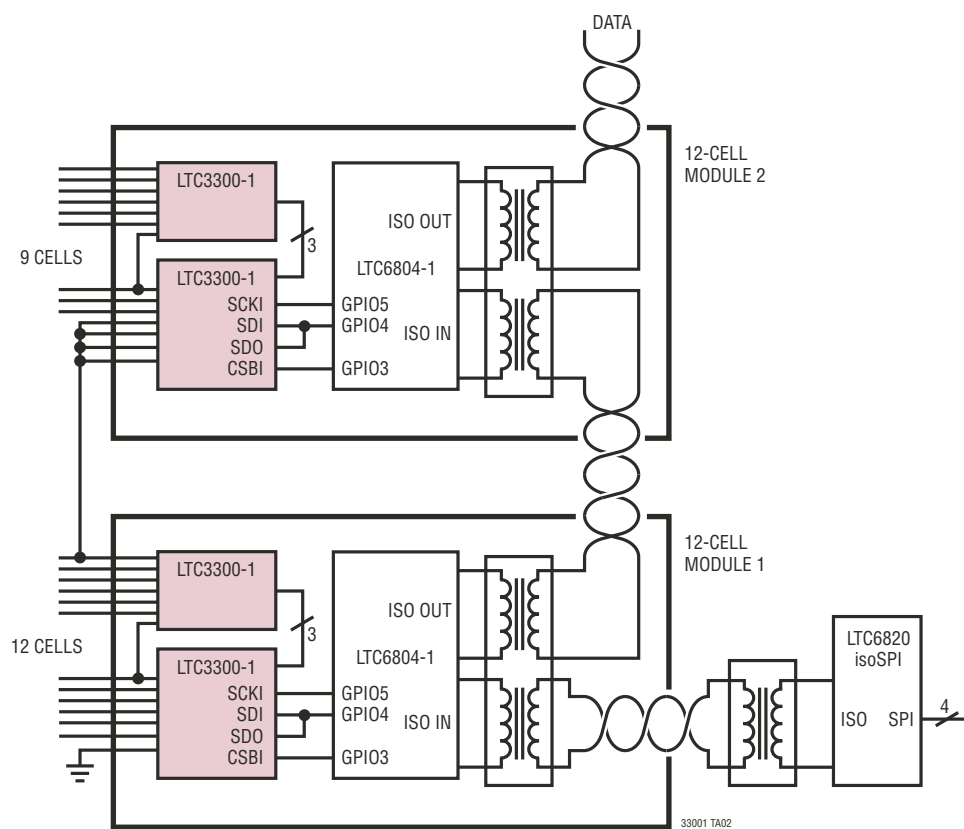 DATA
12-CELL
MODULE 2
LTC3300-1
ISO OUT
3
9 CELLS
LTC3300-1
LTC6804-1
SCKI
GPIO5
SDI
GPIO4
ISO IN
SDO
CSBI
GPIO3
12-CELL
MODULE 1
LTC3300-1
ISO OUT
3
12 CELLS
LTC3300-1
LTC6804-1
LTC6820
isoSPI
SCKI
GPIO5
SDI
GPIO4
ISO IN
SDO
CSBI
GPIO3
ISO
SPI
4
33001 TA02